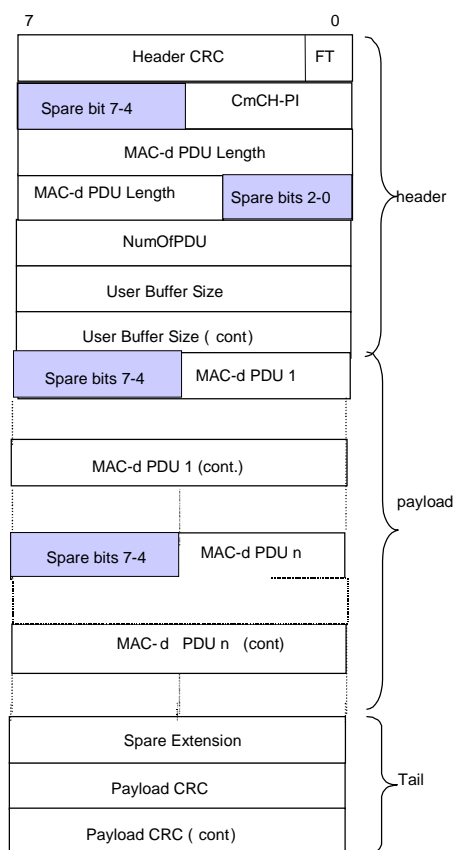 7 0
Header CRC FT
Spare bit 7-4 CmCH-PI
MAC-d PDU Length
MAC-d PDU Length Spare bits 2-0
header
NumOfPDU
User Buffer Size
User Buffer Size ( cont)
Spare bits 7-4 MAC-d PDU 1
MAC-d PDU 1 (cont.)
payload
Spare bits 7-4 MAC-d PDU n
MAC-d PDU n (cont)
Spare Extension
Tail
Payload CRC
Payload CRC ( cont)